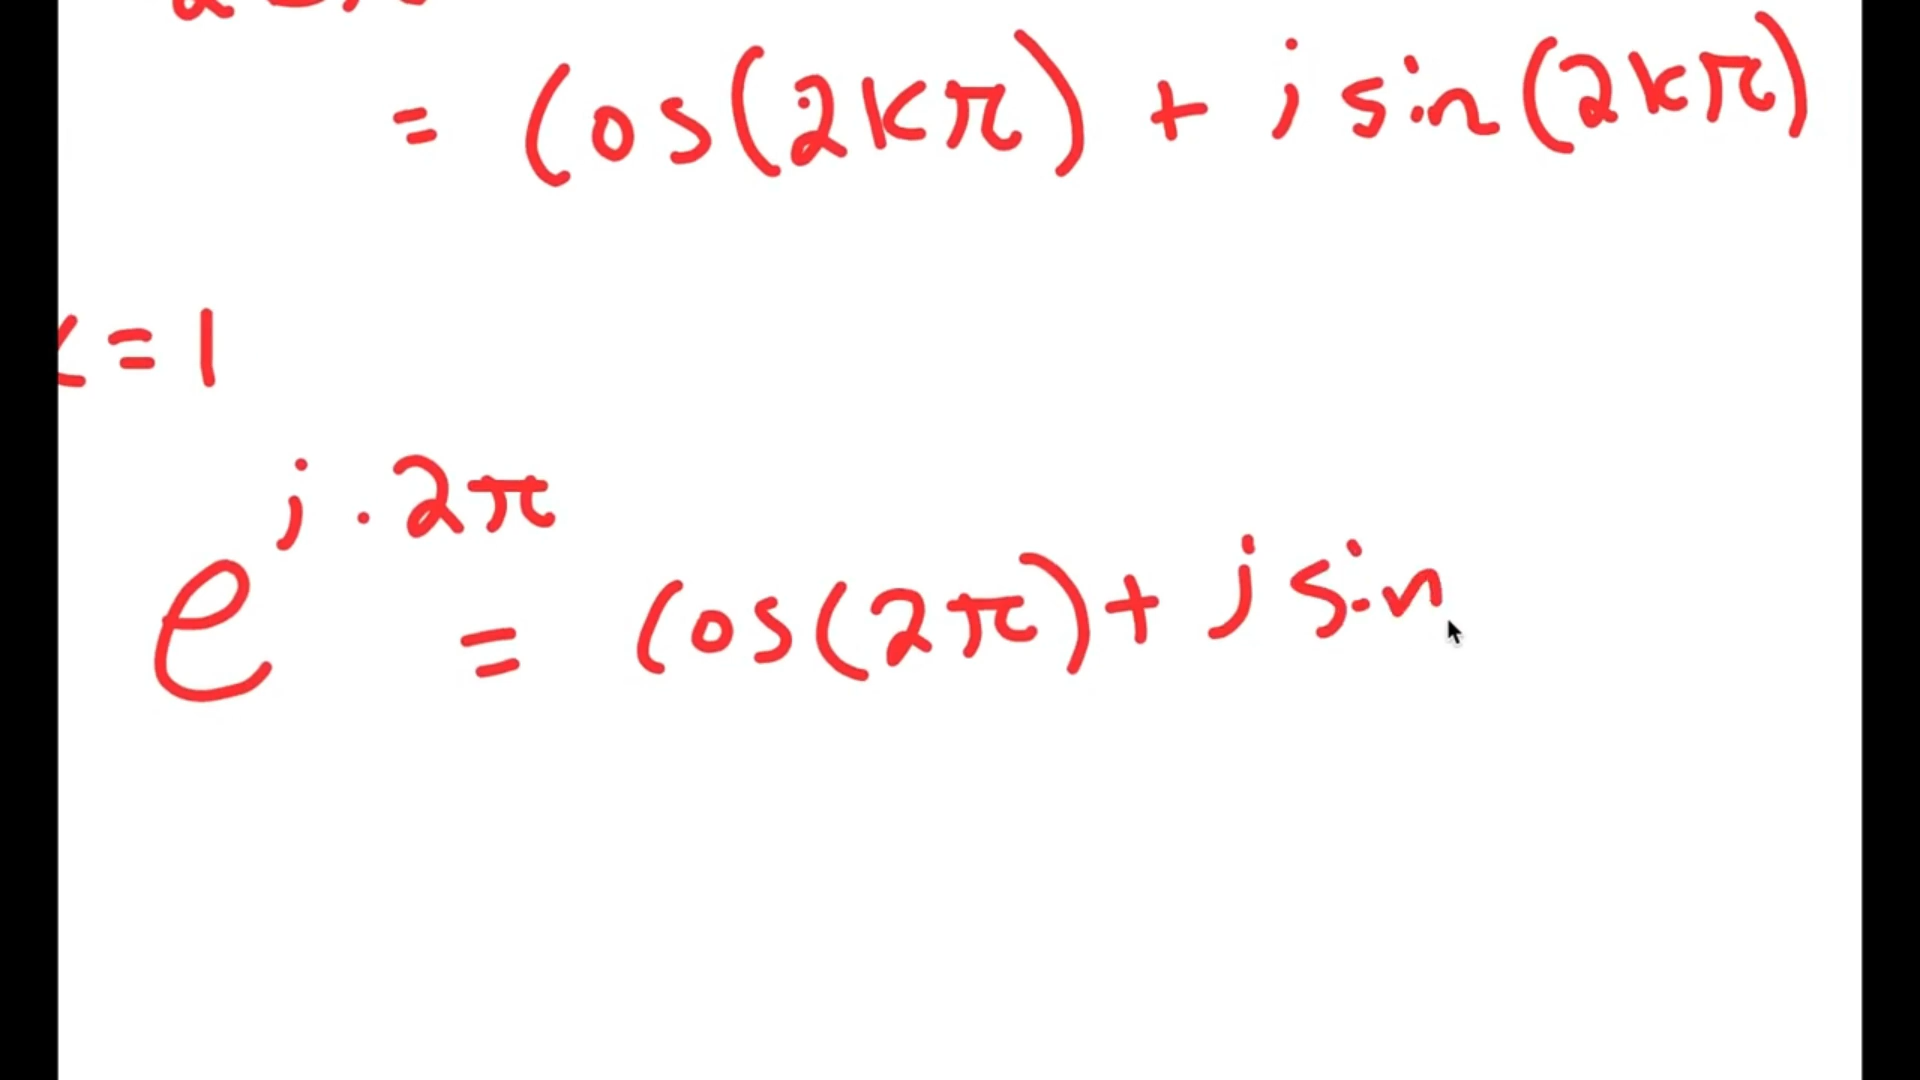 = cos(2kπ) + j sin(2kπ)
k = 1
e^{j·2π} = cos(2π) + j sin